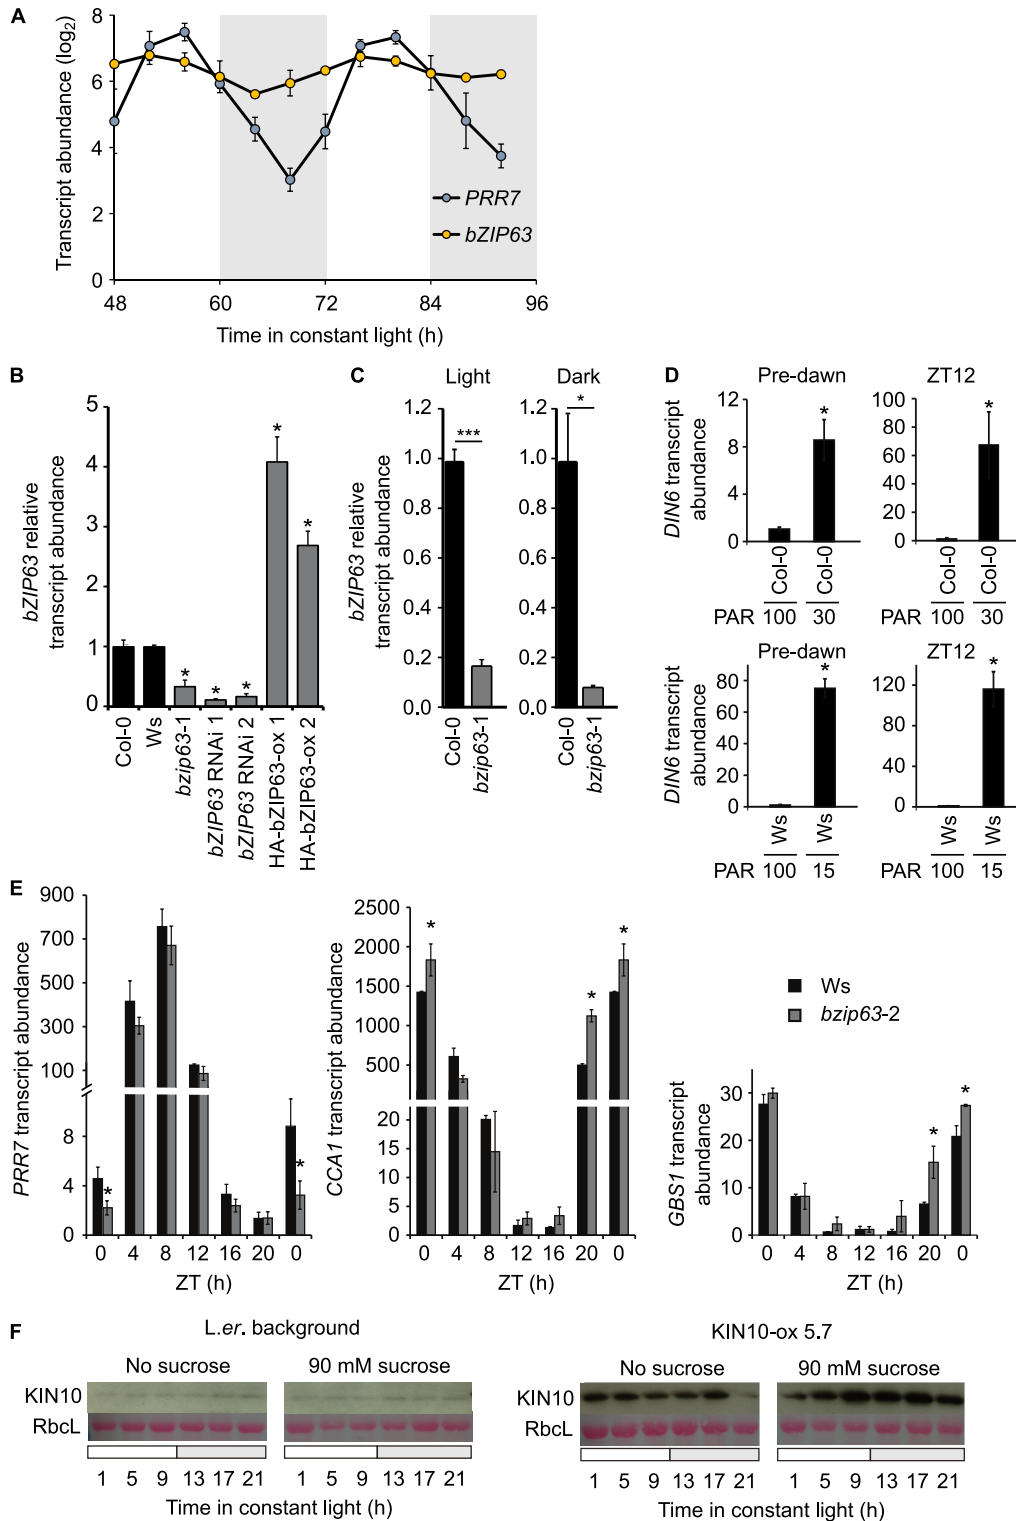 A
Transcript abundance (log2)
8
6
4
2
0
48 60 72 84 96
Time in constant light (h)
PRR7
bZIP63
B
bZIP63 relative
transcript abundance
5
4
3
2
1
0
* * * * *
Col-0
Ws
bzip63-1
bZIP63 RNAi 1
bZIP63 RNAi 2
HA-bZIP63-ox 1
HA-bZIP63-ox 2
C
Light Dark
bZIP63 relative
transcript abundance
1.2 1.2
1.0 1.0
0.8 0.8
0.6 0.6
0.4 0.4
0.2 0.2
0.0 0.0
*** *
Col-0 bzip63-1 Col-0 bzip63-1
D
Pre-dawn ZT12
DIN6 transcript
abundance
12
8
4
0
*
100
80
60
40
20
0
*
Col-0 Col-0 Col-0 Col-0
PAR 100 30 PAR 100 30
Pre-dawn ZT12
DIN6 transcript
abundance
80
60
40
20
0
*
120
80
40
0
*
Ws Ws Ws Ws
PAR 100 15 PAR 100 15
E
PRR7 transcript abundance
900
700
500
300
100
8
4
0
* *
0 4 8 12 16 20 0
ZT (h)
CCA1 transcript abundance
2500
2000
1500
1000
500
20
15
10
5
0
* * *
0 4 8 12 16 20 0
ZT (h)
Ws
bzip63-2
GBS1 transcript
abundance
30
20
10
0
* *
0 4 8 12 16 20 0
ZT (h)
F
L.er. background KIN10-ox 5.7
No sucrose 90 mM sucrose No sucrose 90 mM sucrose
KIN10 KIN10
RbcL RbcL
1 5 9 13 17 21 1 5 9 13 17 21 1 5 9 13 17 21 1 5 9 13 17 21
Time in constant light (h) Time in constant light (h)